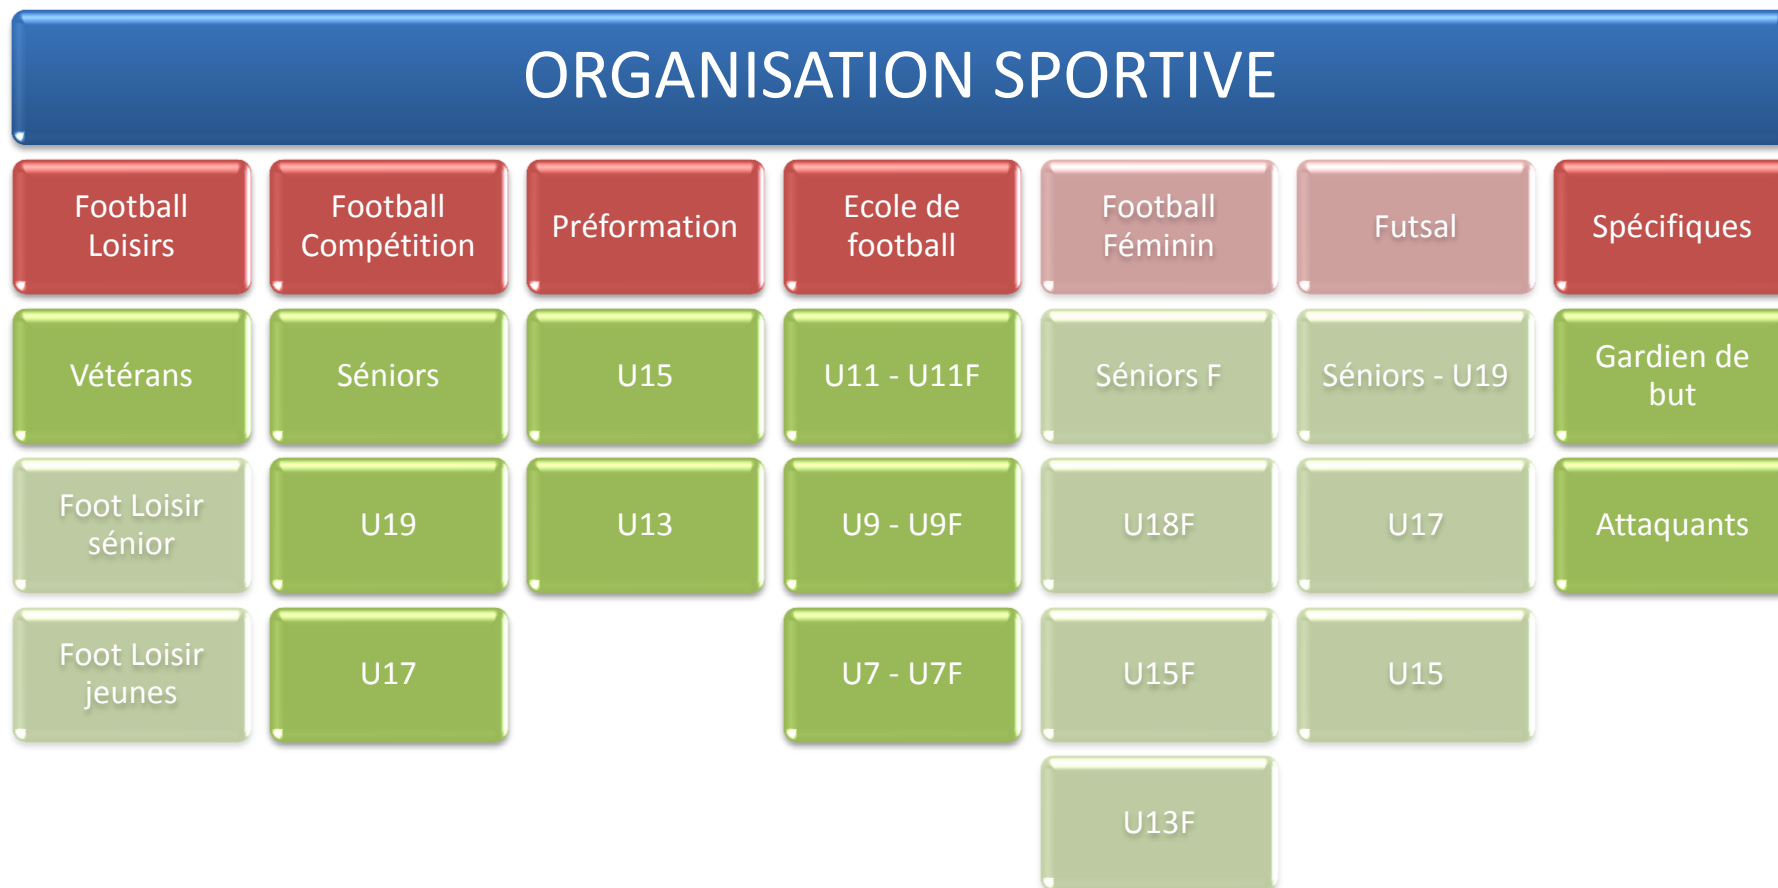 ORGANISATION SPORTIVE
Football
Loisirs
Football
Compétition
Préformation
Ecole de
football
Football
Féminin
Futsal
Spécifiques
Vétérans
Séniors
U15
U11 - U11F
Séniors F
Séniors - U19
Gardien de
but
Foot Loisir
sénior
U19
U13
U9 - U9F
U18F
U17
Attaquants
Foot Loisir
jeunes
U17
U7 - U7F
U15F
U15
U13F